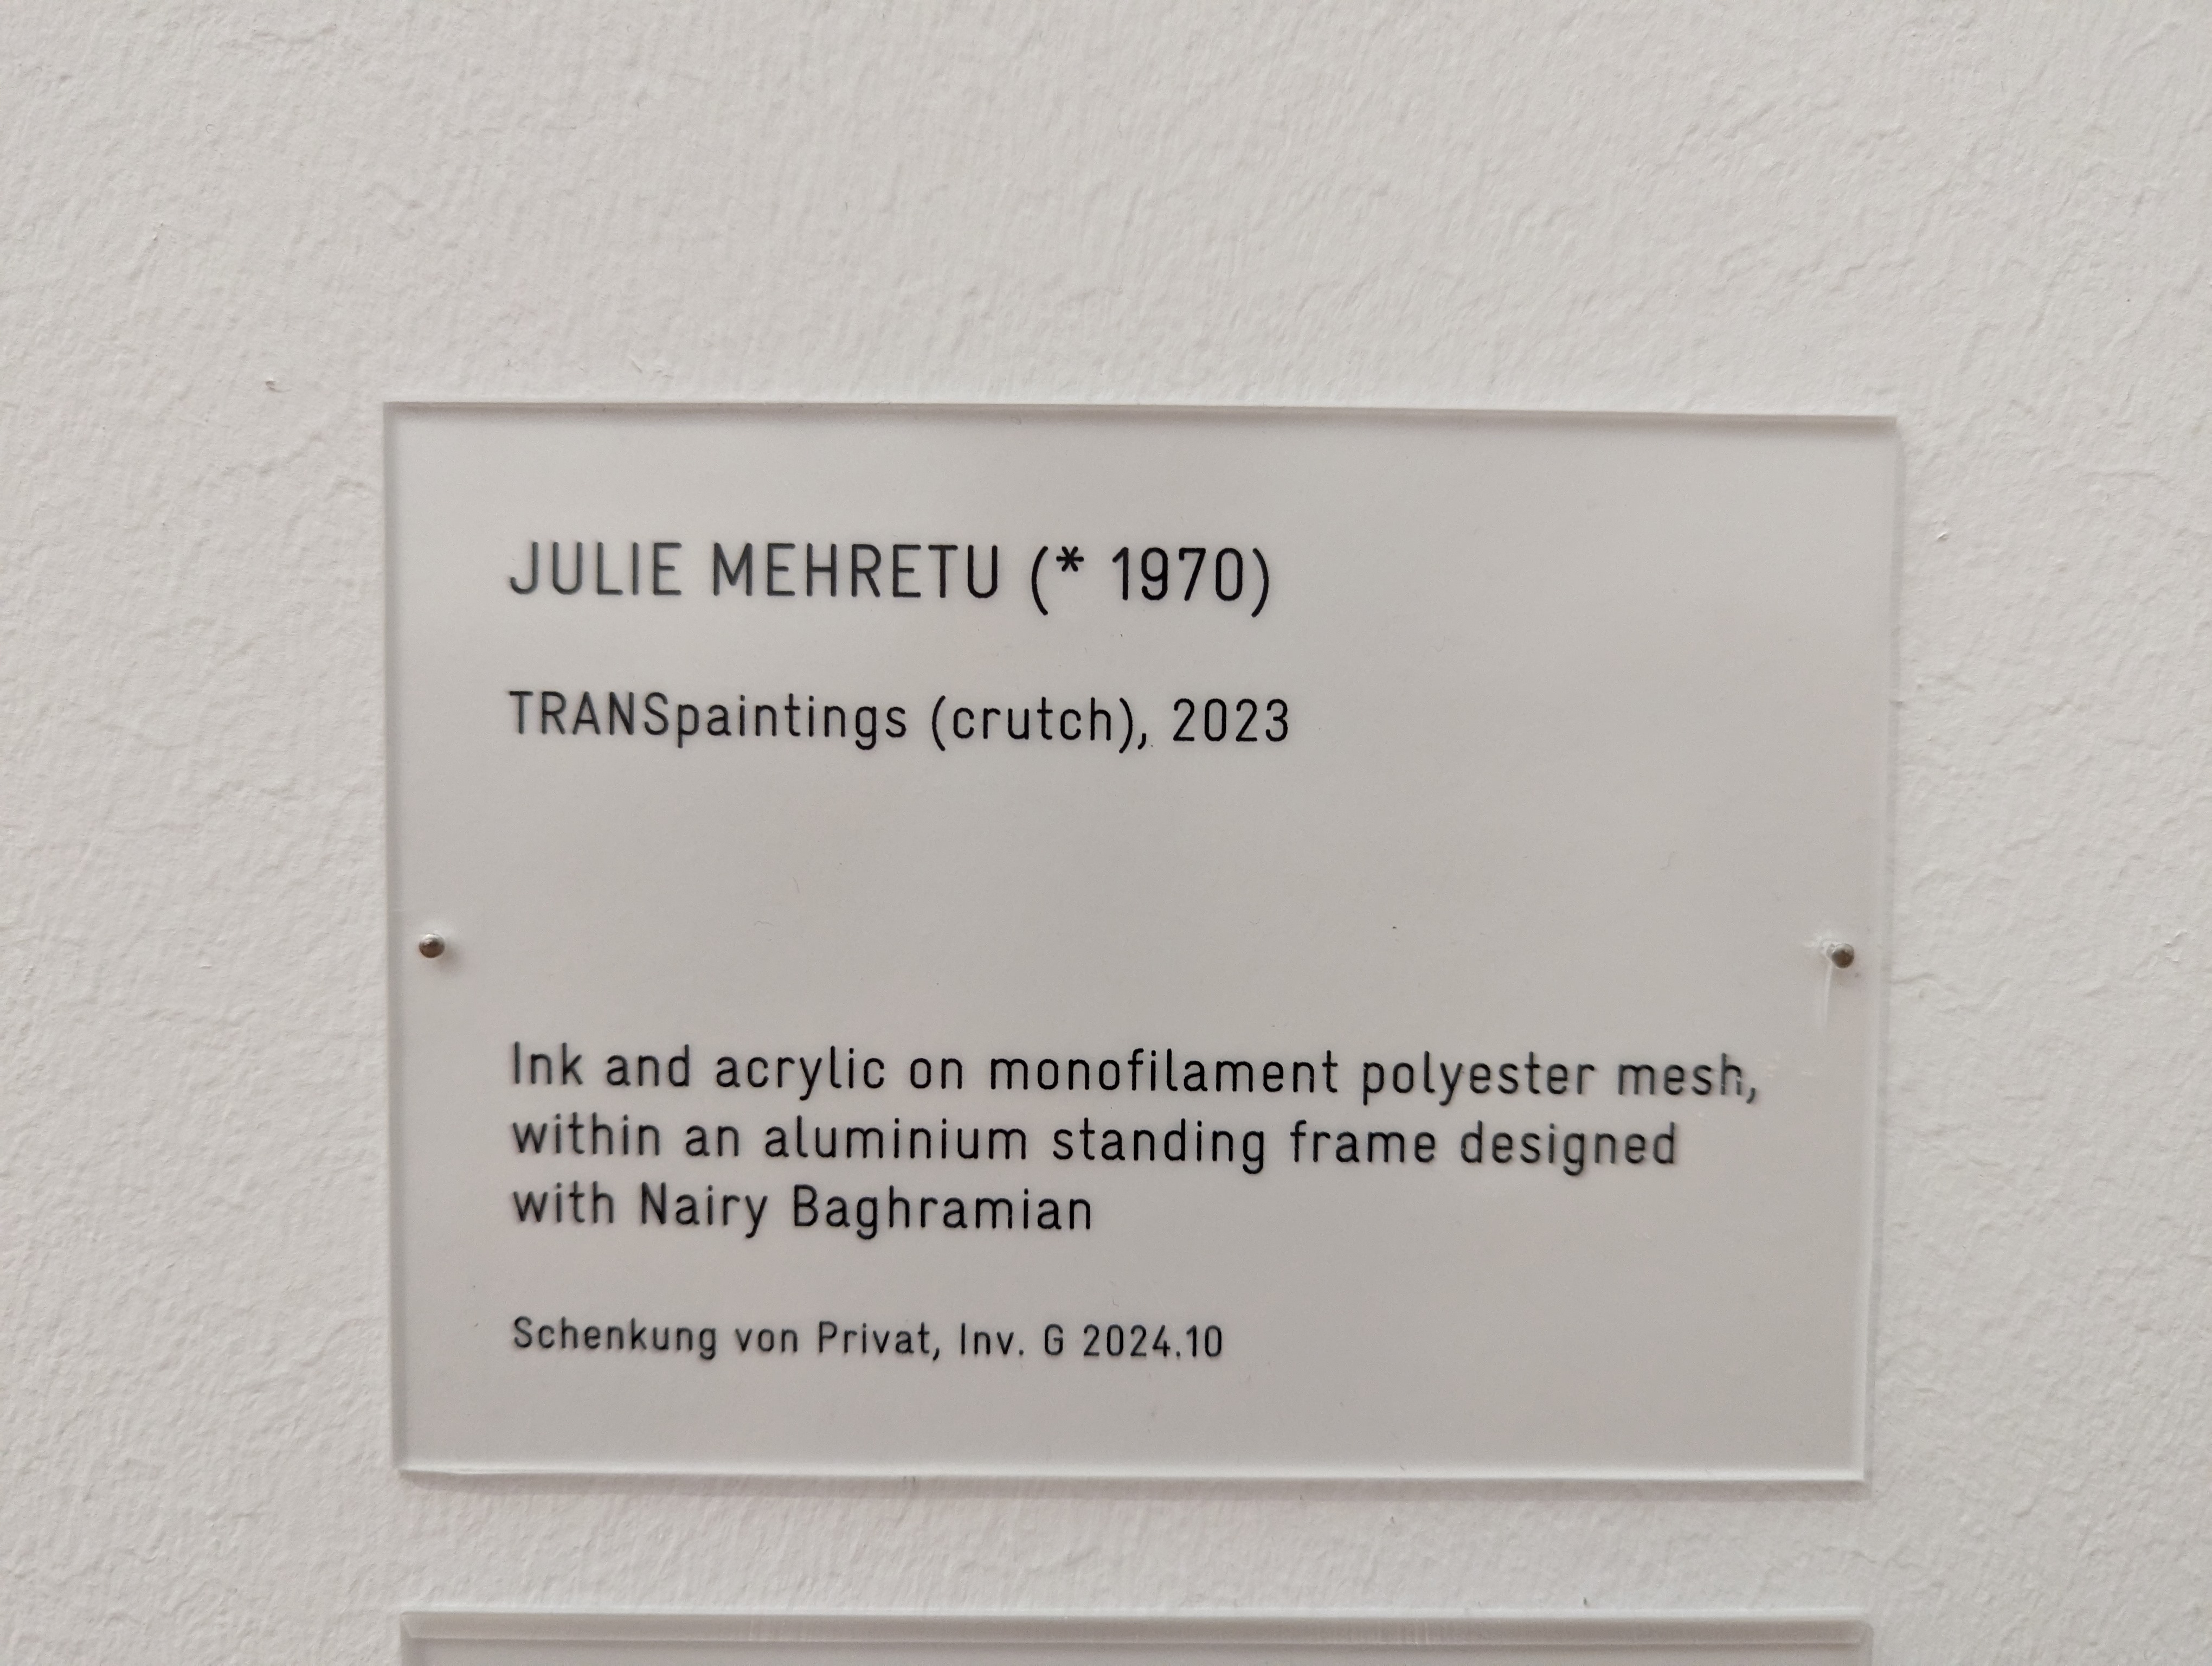 JULIE MEHRETU (* 1970)
TRANSpaintings (crutch), 2023
Ink and acrylic on monofilament polyester mesh,
within an aluminium standing frame designed
with Nairy Baghramian
Schenkung von Privat, Inv. G 2024.10